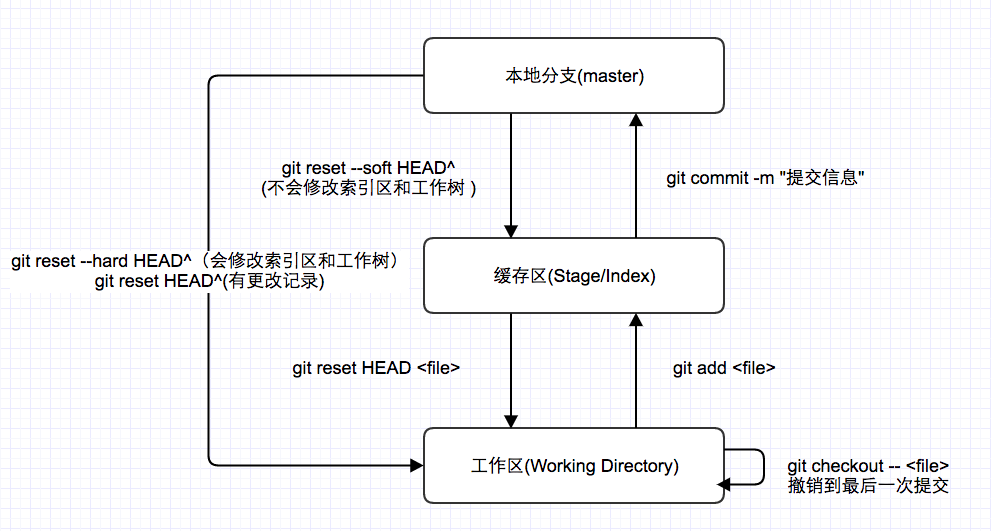 本地分支(master)
git reset --soft HEAD^
(不会修改索引区和工作树 )
git commit -m "提交信息"
git reset --hard HEAD^（会修改索引区和工作树）
git reset HEAD^(有更改记录)
缓存区(Stage/Index)
git reset HEAD <file>
git add <file>
工作区(Working Directory)
git checkout -- <file>
撤销到最后一次提交